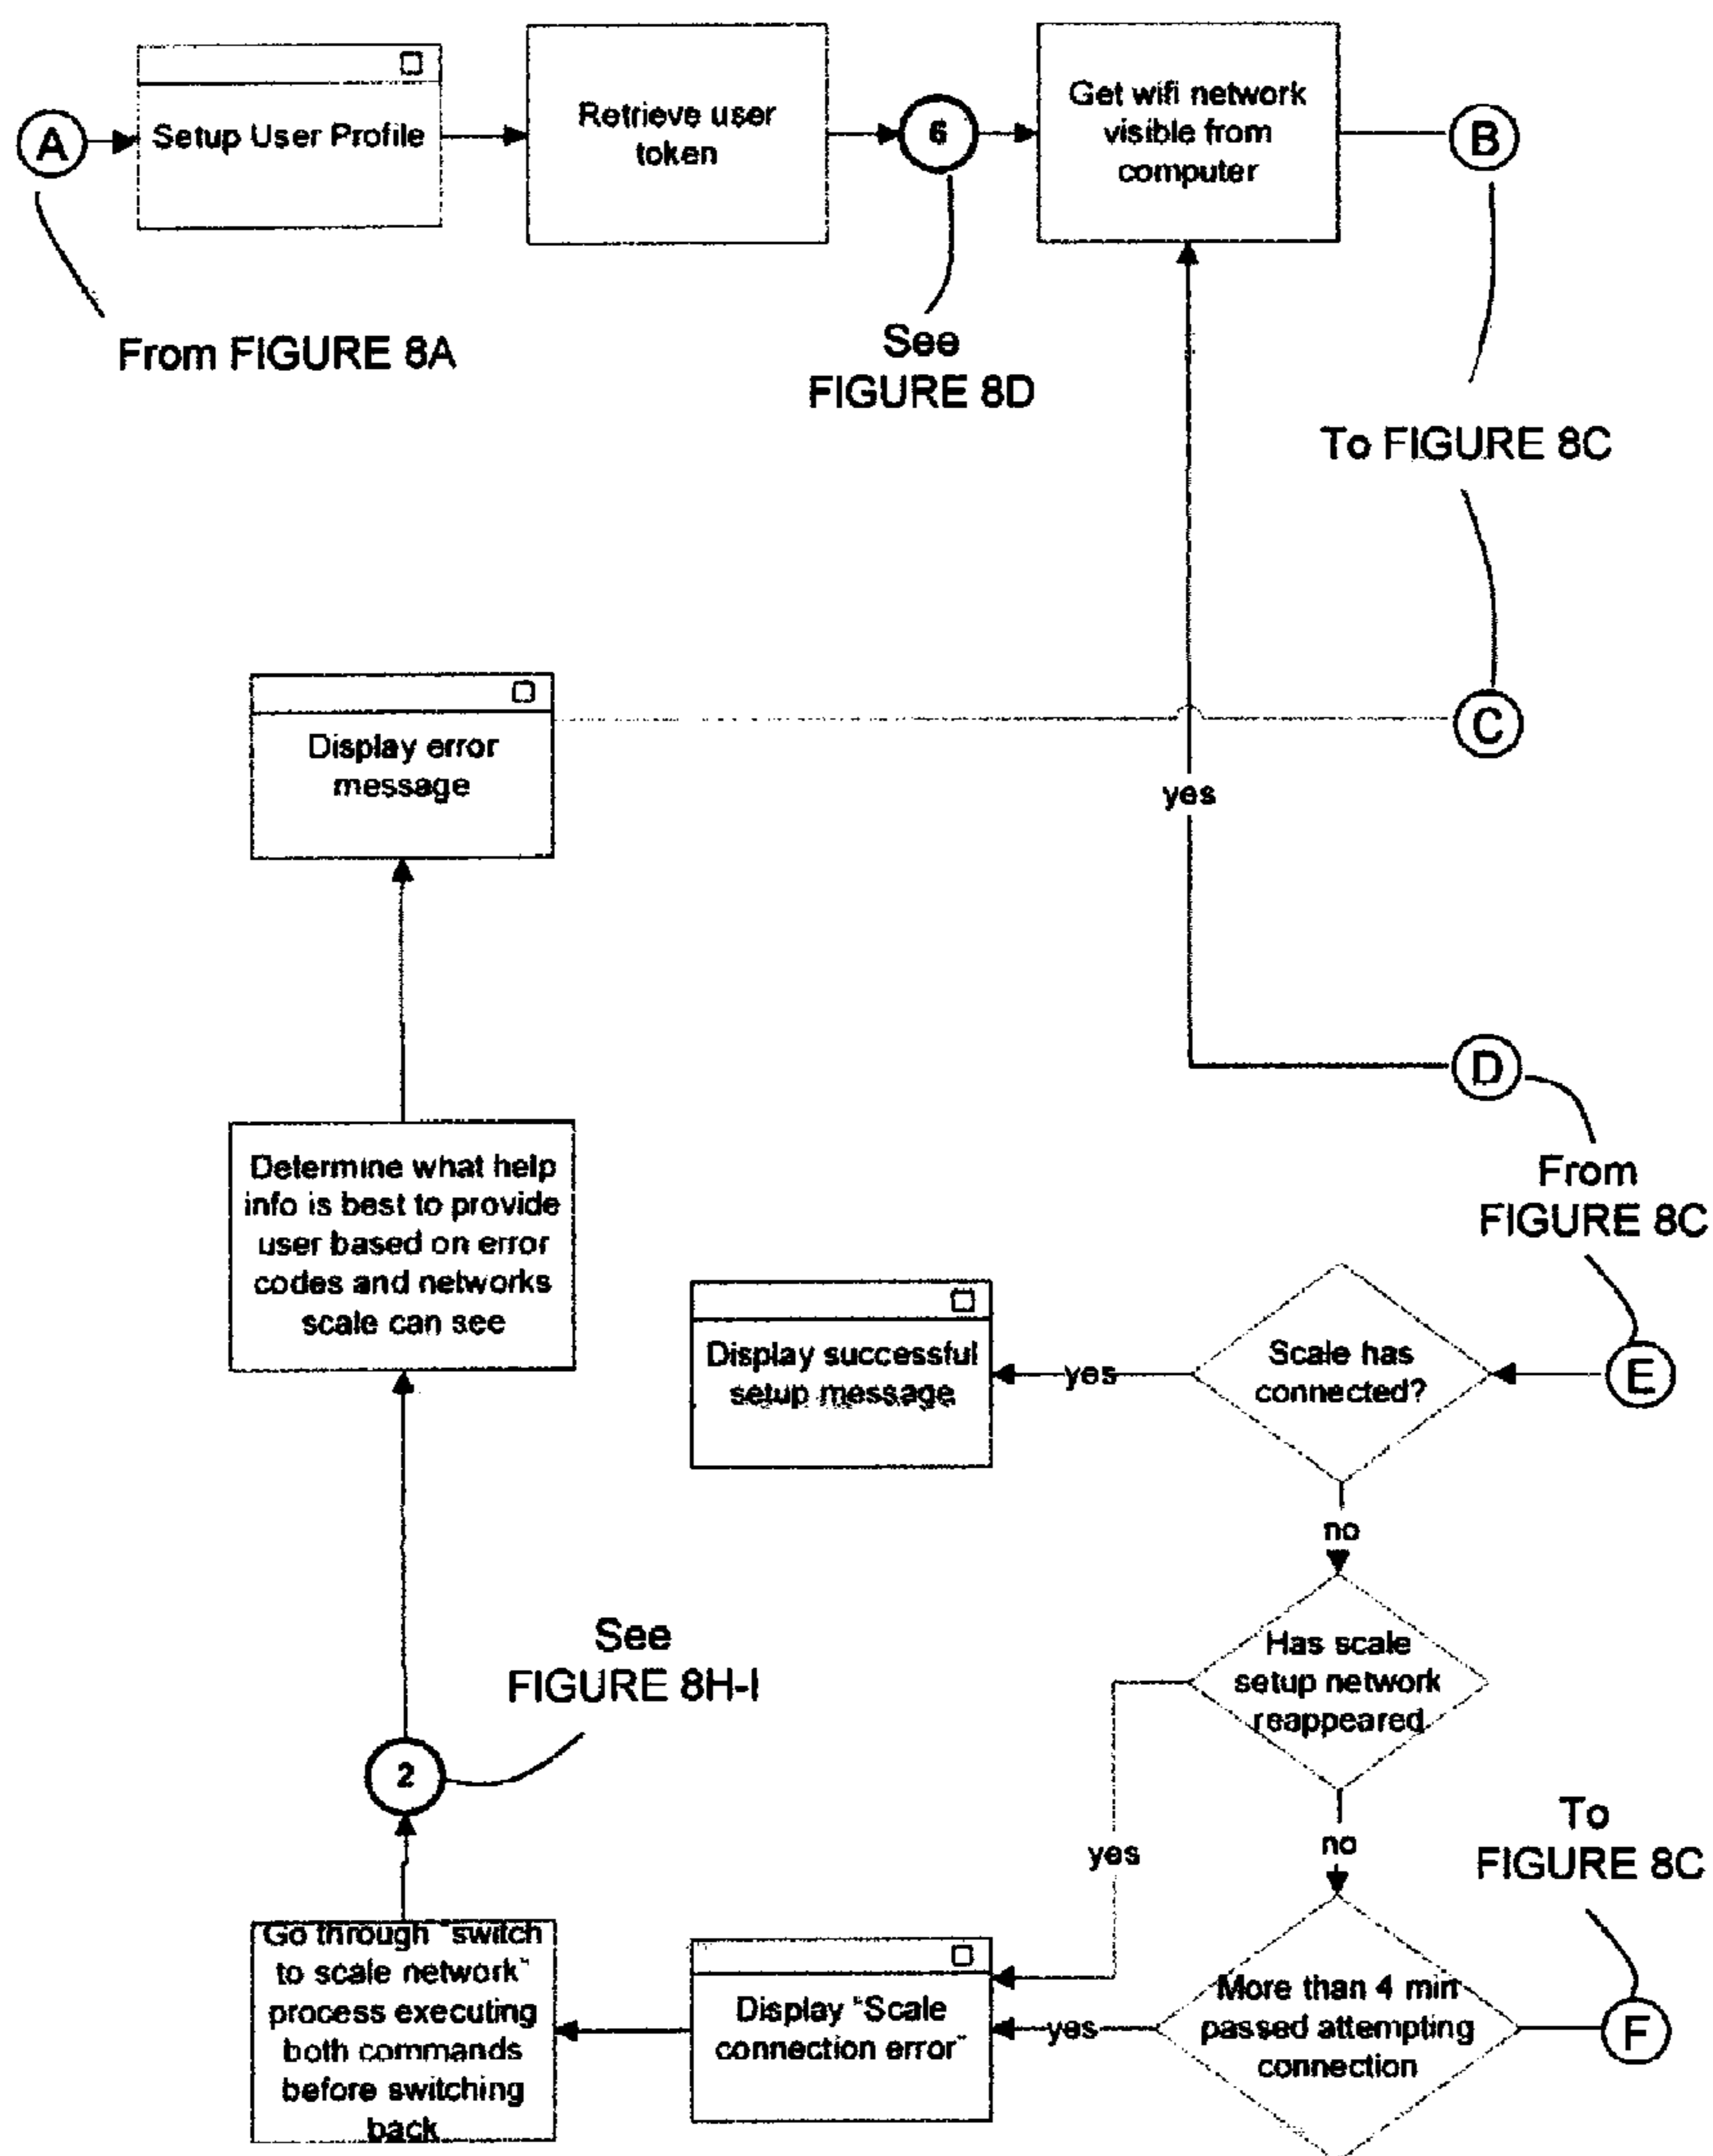 A
Setup User Profile
Retrieve user
token
6
Get wifi network
visible from
computer
B
From FIGURE 8A
See
FIGURE 8D
To FIGURE 8C
Display error
message
C
yes
D
From
FIGURE 8C
Determine what help
info is best to provide
user based on error
codes and networks
scale can see
Display successful
setup message
yes
Scale has
connected?
E
no
Has scale
setup network
reappeared
See
FIGURE 8H-I
2
yes
no
To
FIGURE 8C
Go through "switch
to scale network"
process executing
both commands
before switching
back
Display "Scale
connection error"
yes
More than 4 min
passed attempting
connection
F